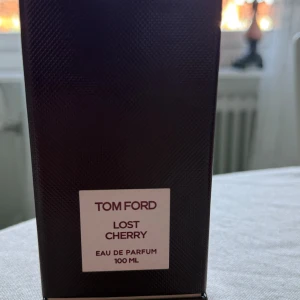 TOM FORD
LOST
CHERRY
EAU DE PARFUM
100 ML